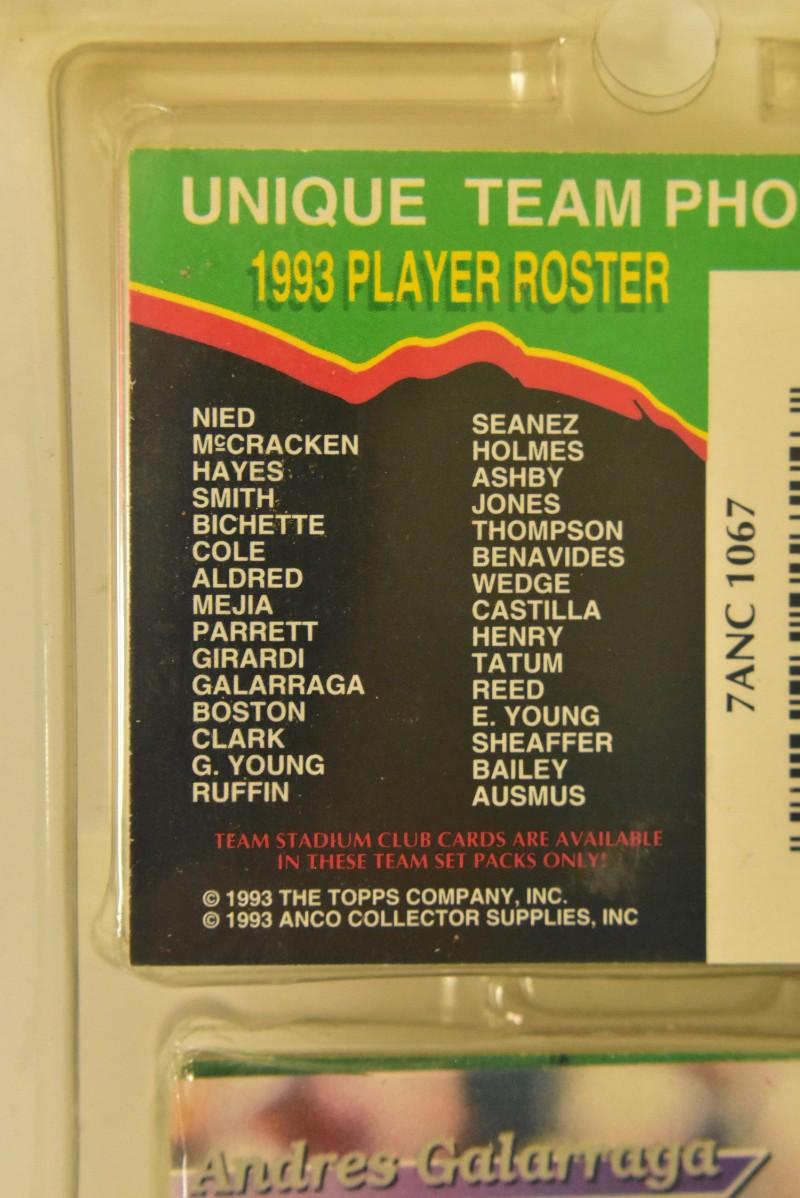 UNIQUE TEAM PHO
1993 PLAYER ROSTER
NIED
McCRACKEN
HAYES
SMITH
BICHETTE
COLE
ALDRED
MEJIA
PARRETT
GIRARDI
GALARRAGA
BOSTON
CLARK
G. YOUNG
RUFFIN
SEANEZ
HOLMES
ASHBY
JONES
THOMPSON
BENAVIDES
WEDGE
CASTILLA
HENRY
TATUM
REED
E. YOUNG
SHEAFFER
BAILEY
AUSMUS
TEAM STADIUM CLUB CARDS ARE AVAILABLE
IN THESE TEAM SET PACKS ONLY!
© 1993 THE TOPPS COMPANY, INC.
© 1993 ANCO COLLECTOR SUPPLIES, INC
7ANC 1067
Andres Galarraga